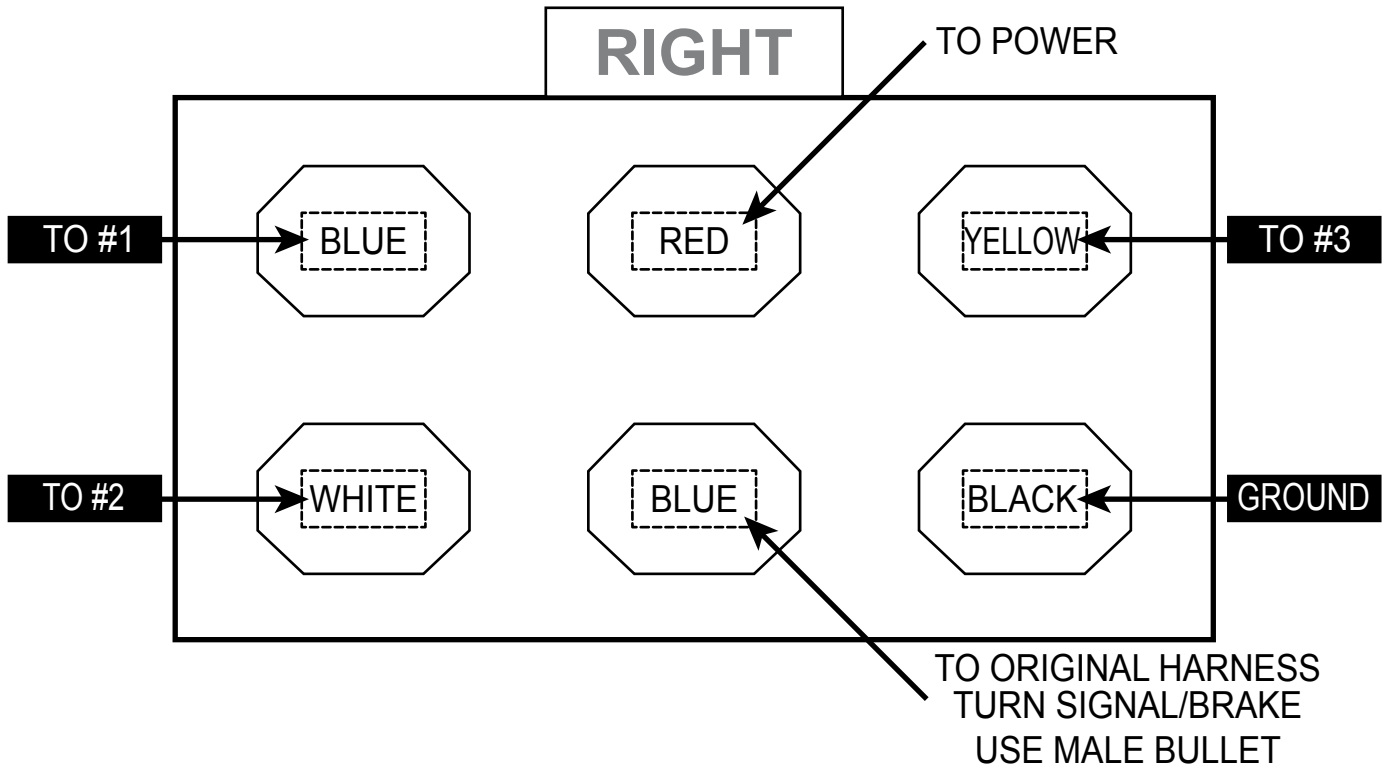 RIGHT
TO POWER
TO #1
BLUE
RED
YELLOW
TO #3
TO #2
WHITE
BLUE
BLACK
GROUND
TO ORIGINAL HARNESS
TURN SIGNAL/BRAKE
USE MALE BULLET